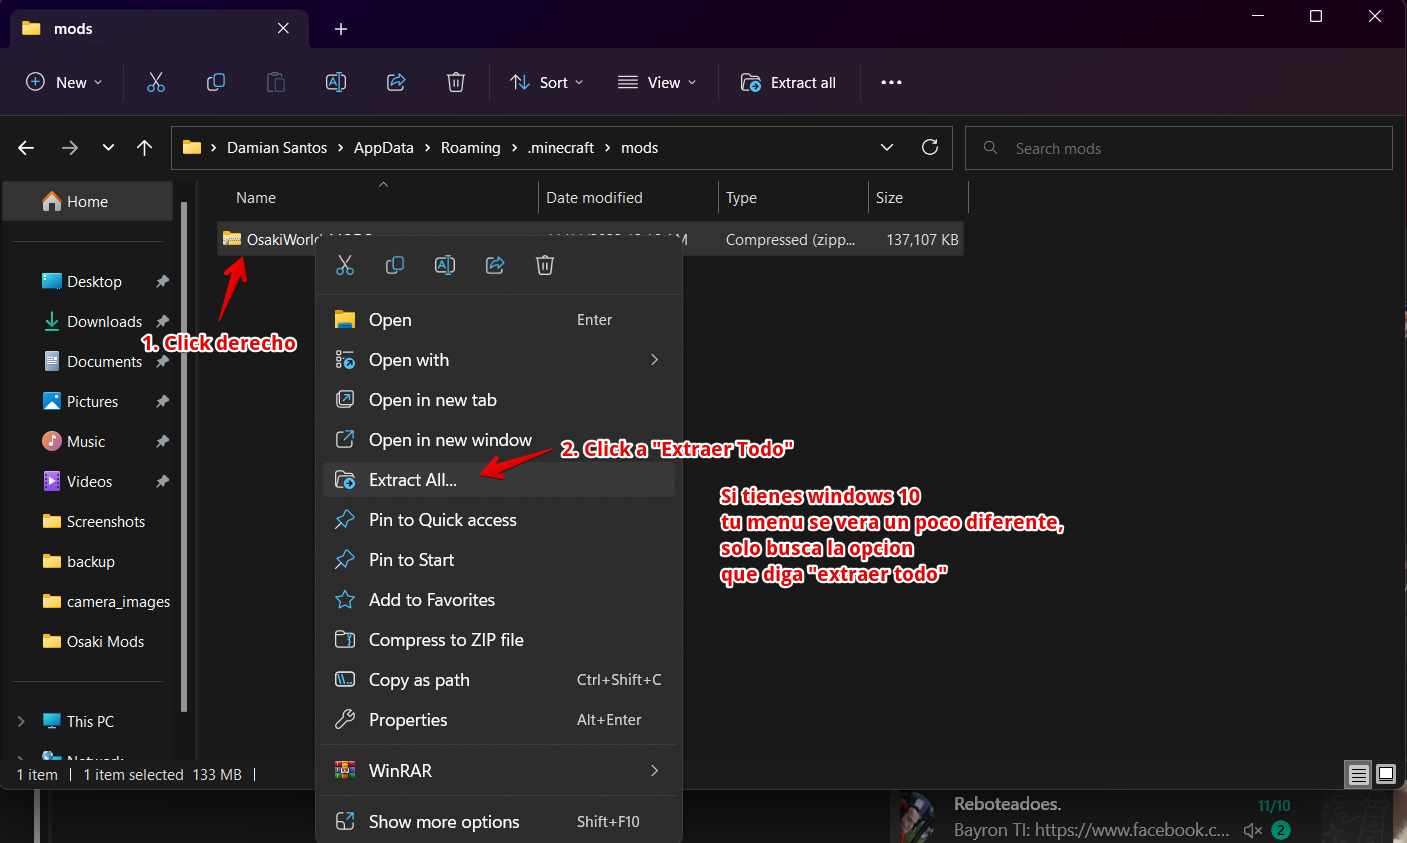 mods
New
Sort
View
Extract all
Damian Santos
AppData
Roaming
.minecraft
mods
Search mods
Name
Date modified
Type
Size
Home
OsakiWorld
Compressed (zipp...
137,107 KB
Desktop
Downloads
Documents
Pictures
Music
Videos
Screenshots
backup
camera_images
Osaki Mods
This PC
Network
1. Click derecho
Open
Enter
Open with
Open in new tab
Open in new window
2. Click a "Extraer Todo"
Extract All...
Pin to Quick access
Pin to Start
Add to Favorites
Compress to ZIP file
Copy as path
Ctrl+Shift+C
Properties
Alt+Enter
WinRAR
Show more options
Shift+F10
Si tienes windows 10
tu menu se vera un poco diferente,
solo busca la opcion
que diga "extraer todo"
1 item
1 item selected
133 MB
Reboteadoes.
11/10
Bayron TI: https://www.facebook.c...
2